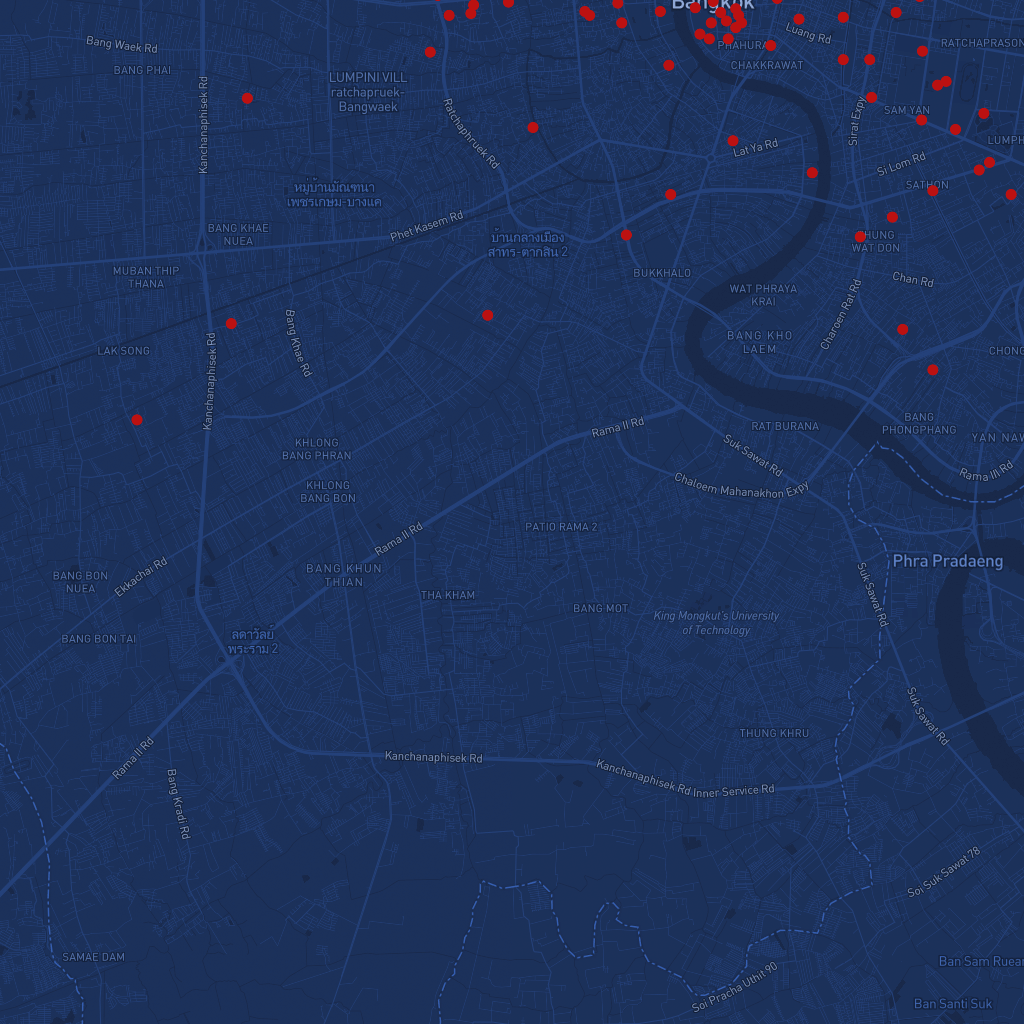 Bangkok
Bang Waek Rd
BANG PHAI
LUMPINI VILL
ratchapruek-
Bangwaek
Kanchanaphisek Rd
Ratchaphruek Rd
PHAHURA
Luang Rd
CHAKKRAWAT
RATCHAPRASON
Sirat Expy
SAM YAN
LUMPH
Lat Ya Rd
Si Lom Rd
SATHON
หมู่บ้านมัณฑนา
เพชรเกษม-บางแค
BANG KHAE
NUEA
Phet Kasem Rd
บ้านกลางเมือง
สาทร-ตากสิน 2
THUNG
WAT DON
MUBAN THIP
THANA
BUKKHALO
WAT PHRAYA
KRAI
Chan Rd
Charoen Rat Rd
BANG KHO
LAEM
LAK SONG
Kanchanaphisek Rd
Bang Khae Rd
CHONG
Rama II Rd
RAT BURANA
BANG
PHONGPHANG
YAN NAW
KHLONG
BANG PHRAN
Suk Sawat Rd
Rama III Rd
Chaloem Mahanakhon Expy
KHLONG
BANG BON
Rama II Rd
PATIO RAMA 2
Phra Pradaeng
BANG BON
NUEA
Ekkachai Rd
BANG KHUN
THIAN
THA KHAM
BANG MOT
King Mongkut's University
of Technology
Suk Sawat Rd
BANG BON TAI
ลดาวัลย์
พระราม 2
Suk Sawat Rd
THUNG KHRU
Rama II Rd
Kanchanaphisek Rd
Kanchanaphisek Rd Inner Service Rd
Bang Kradi Rd
Soi Suk Sawat 78
SAMAE DAM
Ban Sam Ruean
Soi Pracha Uthit 90
Ban Santi Suk